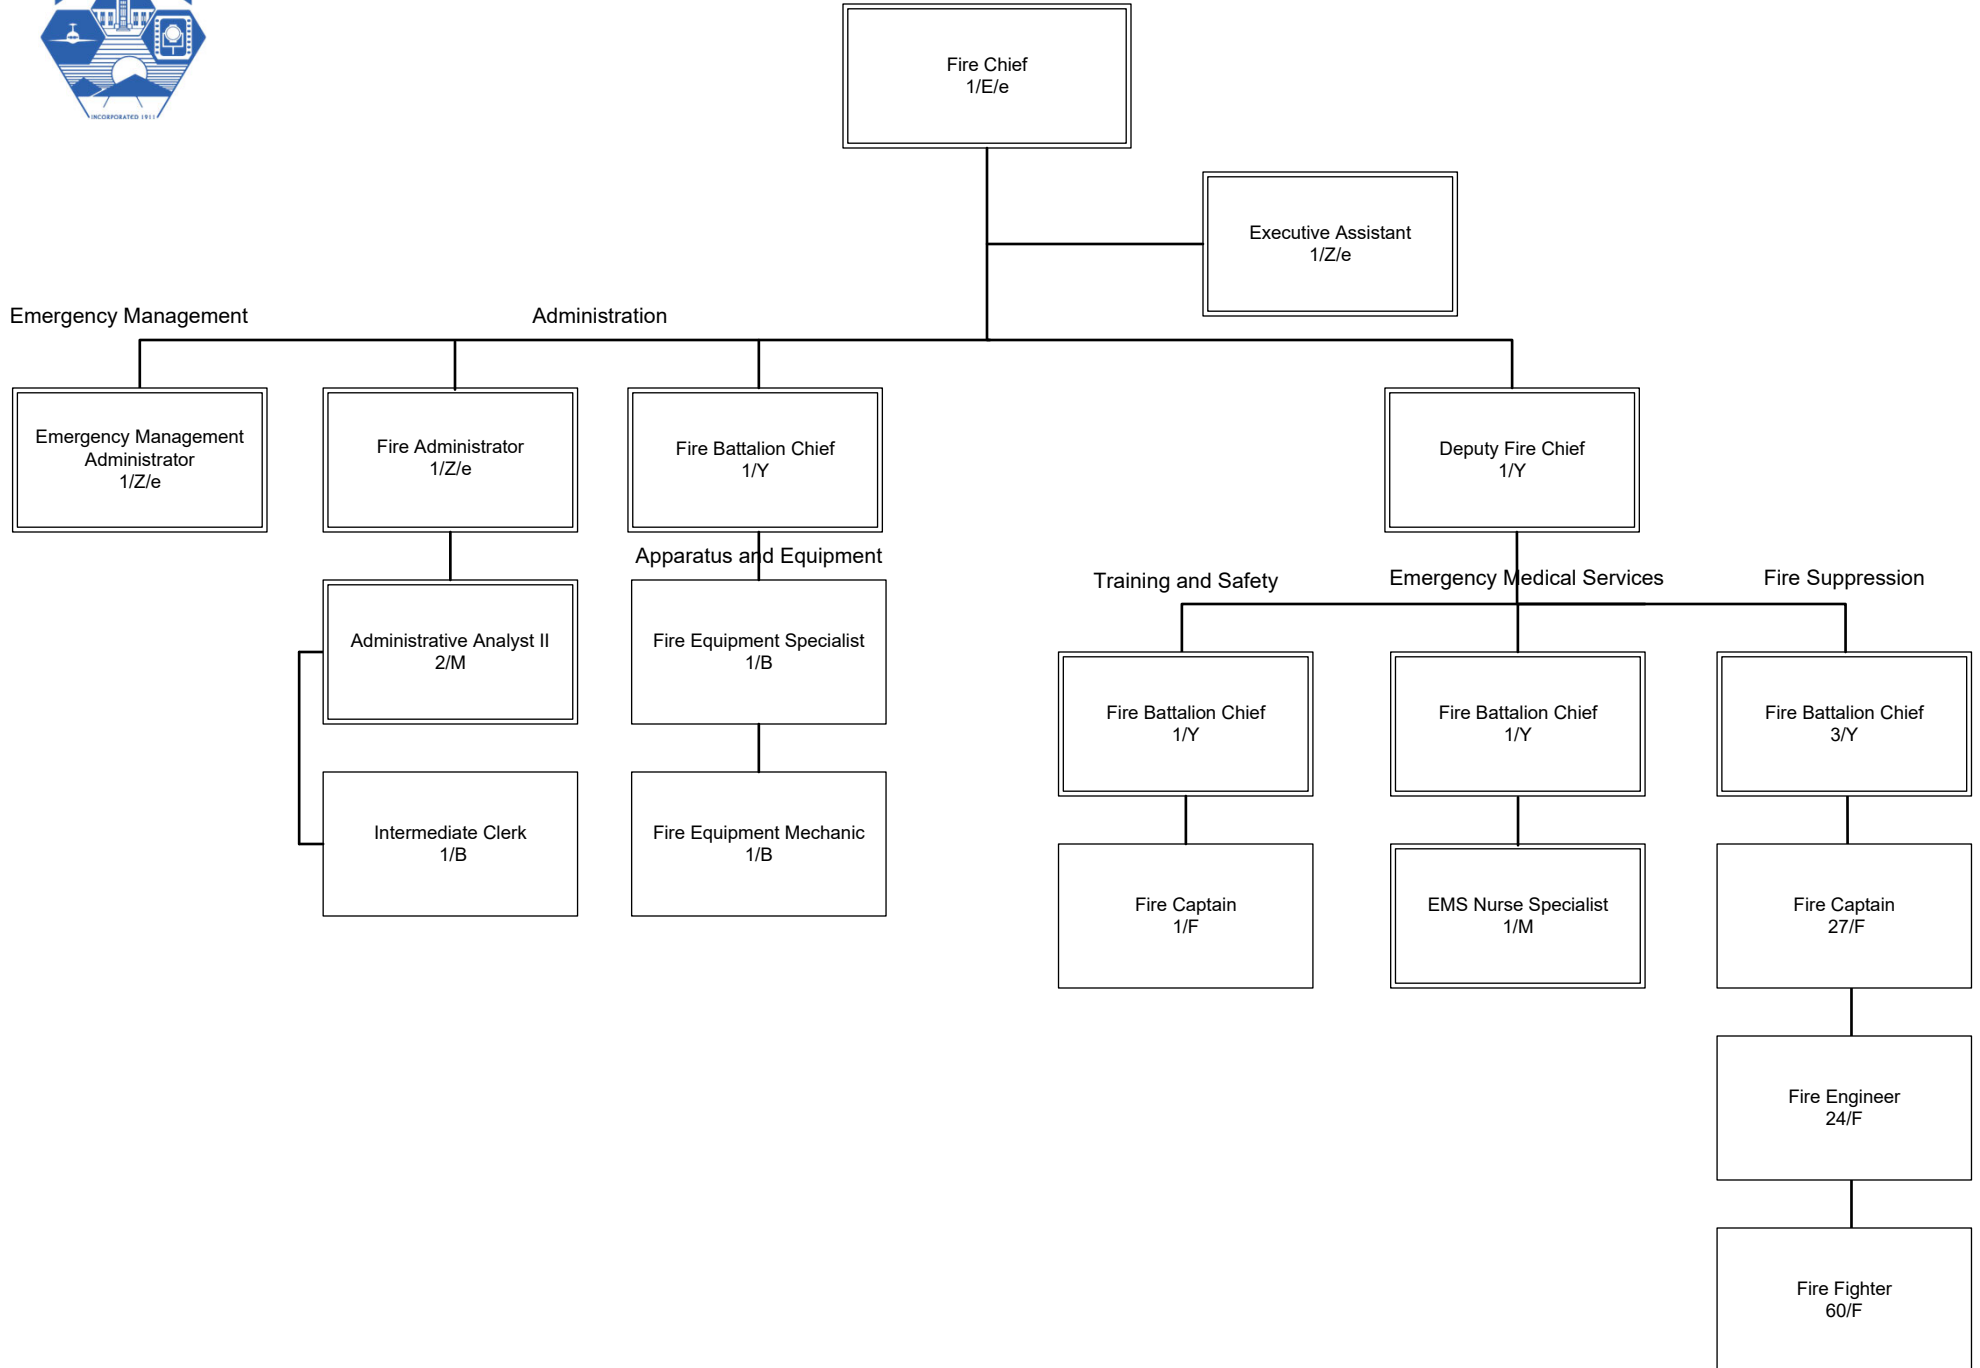 INCORPORATED 1911
Fire Chief
1/E/e
Executive Assistant
1/Z/e
Emergency Management
Administration
Emergency Management
Administrator
1/Z/e
Fire Administrator
1/Z/e
Fire Battalion Chief
1/Y
Deputy Fire Chief
1/Y
Apparatus and Equipment
Training and Safety
Emergency Medical Services
Fire Suppression
Administrative Analyst II
2/M
Fire Equipment Specialist
1/B
Fire Battalion Chief
1/Y
Fire Battalion Chief
1/Y
Fire Battalion Chief
3/Y
Intermediate Clerk
1/B
Fire Equipment Mechanic
1/B
Fire Captain
1/F
EMS Nurse Specialist
1/M
Fire Captain
27/F
Fire Engineer
24/F
Fire Fighter
60/F